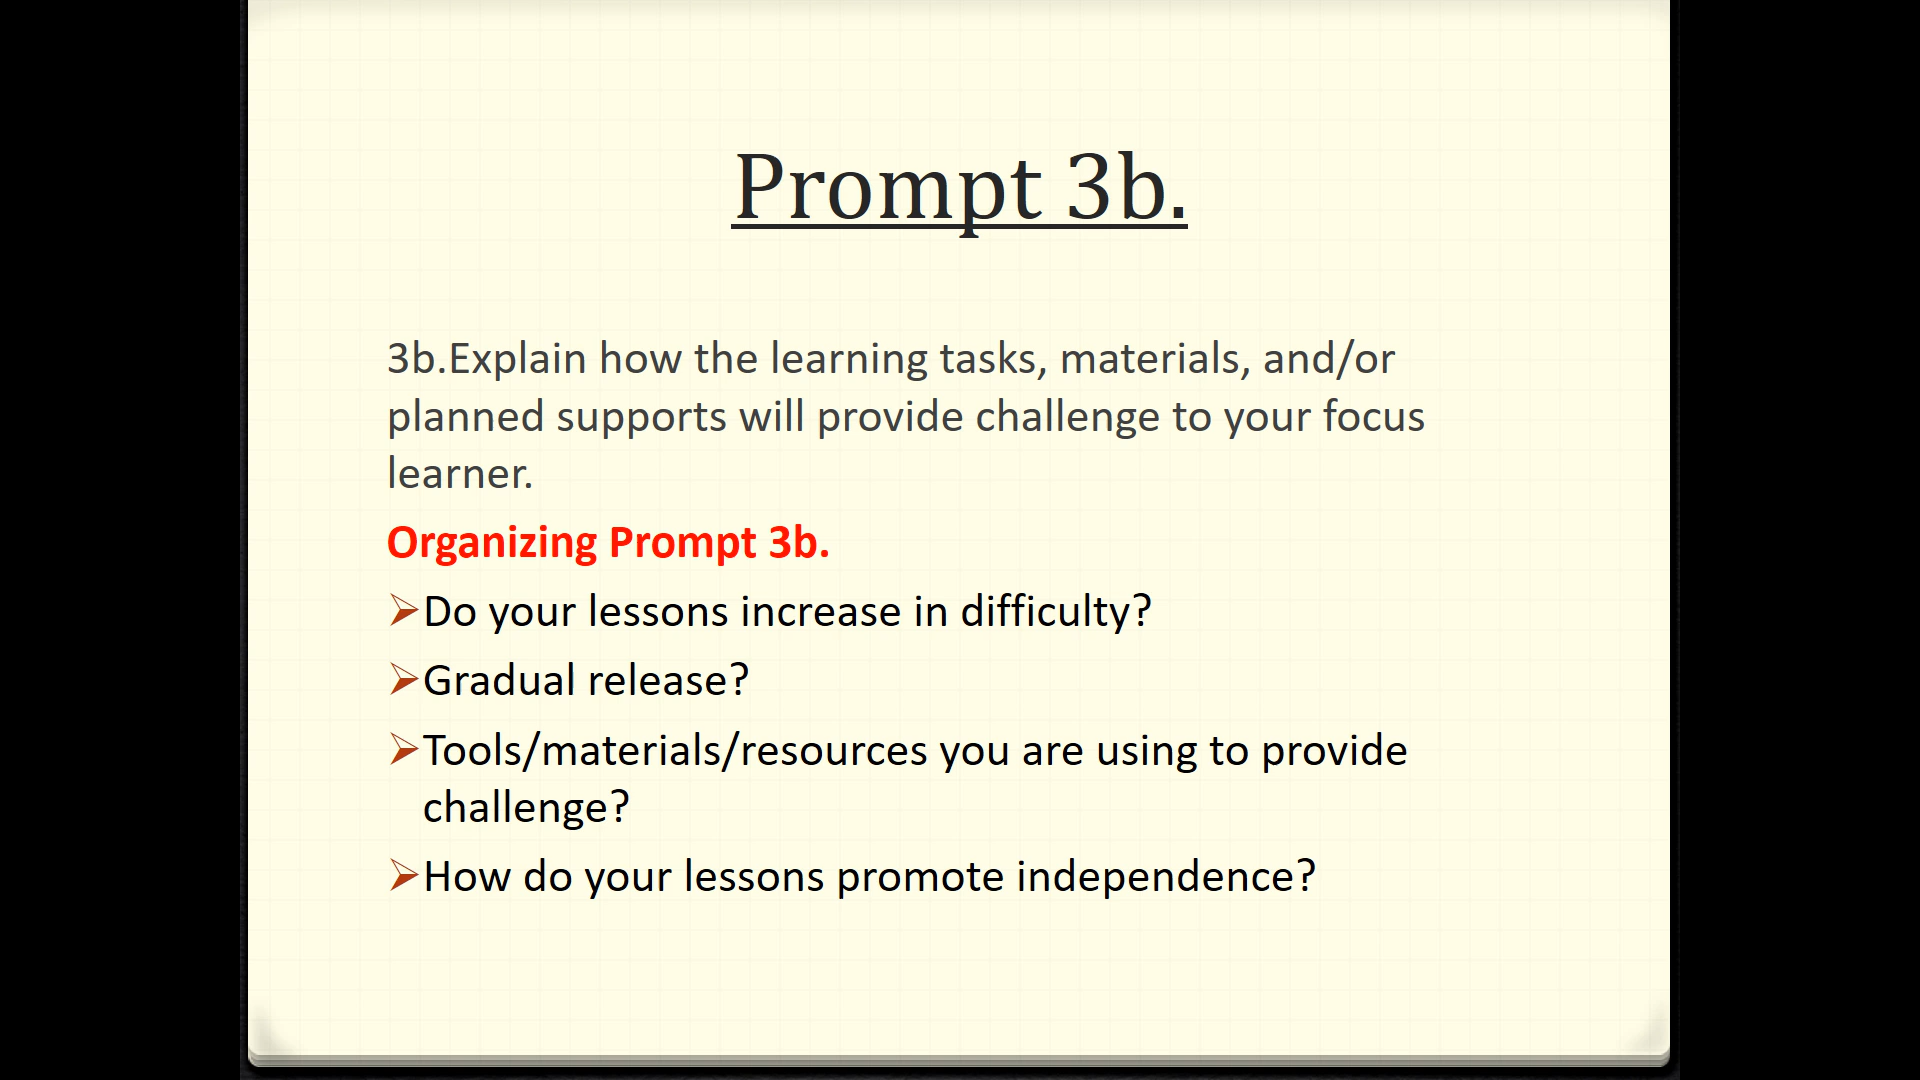 Prompt 3b.
3b.Explain how the learning tasks, materials, and/or
planned supports will provide challenge to your focus
learner.
Organizing Prompt 3b.
Do your lessons increase in difficulty?
Gradual release?
Tools/materials/resources you are using to provide
challenge?
How do your lessons promote independence?